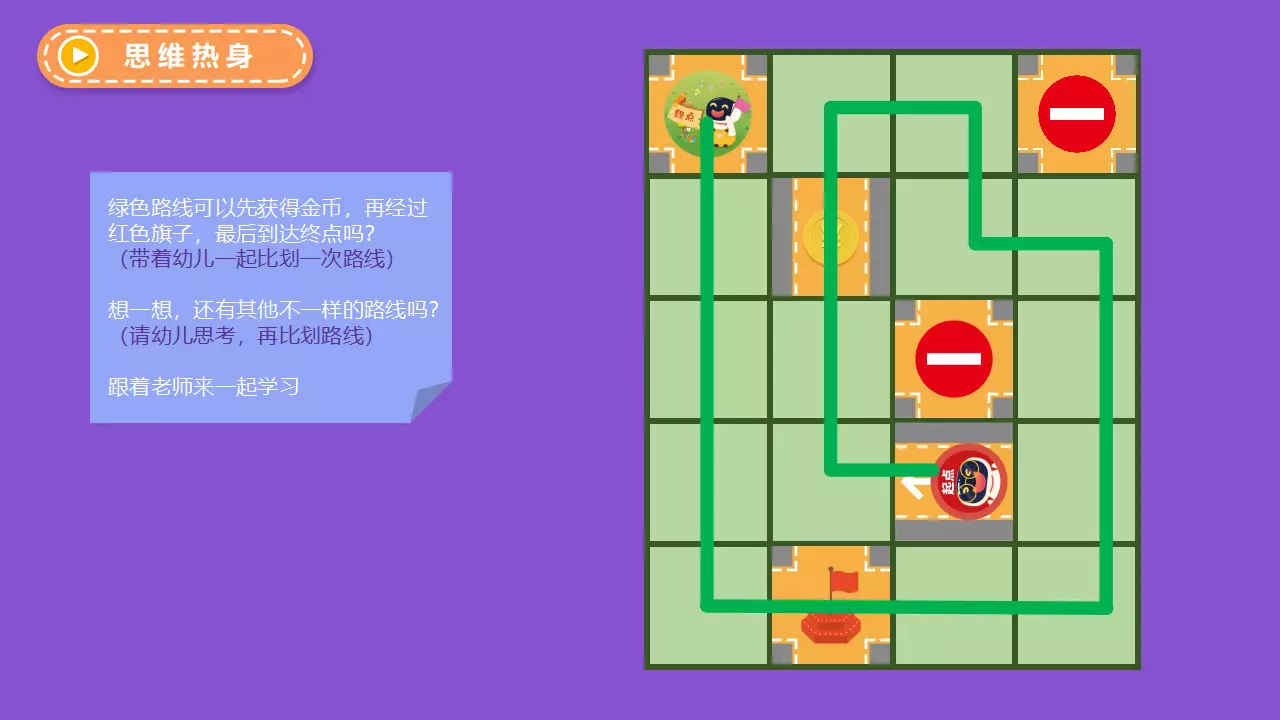 思维热身
终点
绿色路线可以先获得金币，再经过
红色旗子，最后到达终点吗？
（带着幼儿一起比划一次路线）
想一想，还有其他不一样的路线吗？
（请幼儿思考，再比划路线）
跟着老师来一起学习
起点